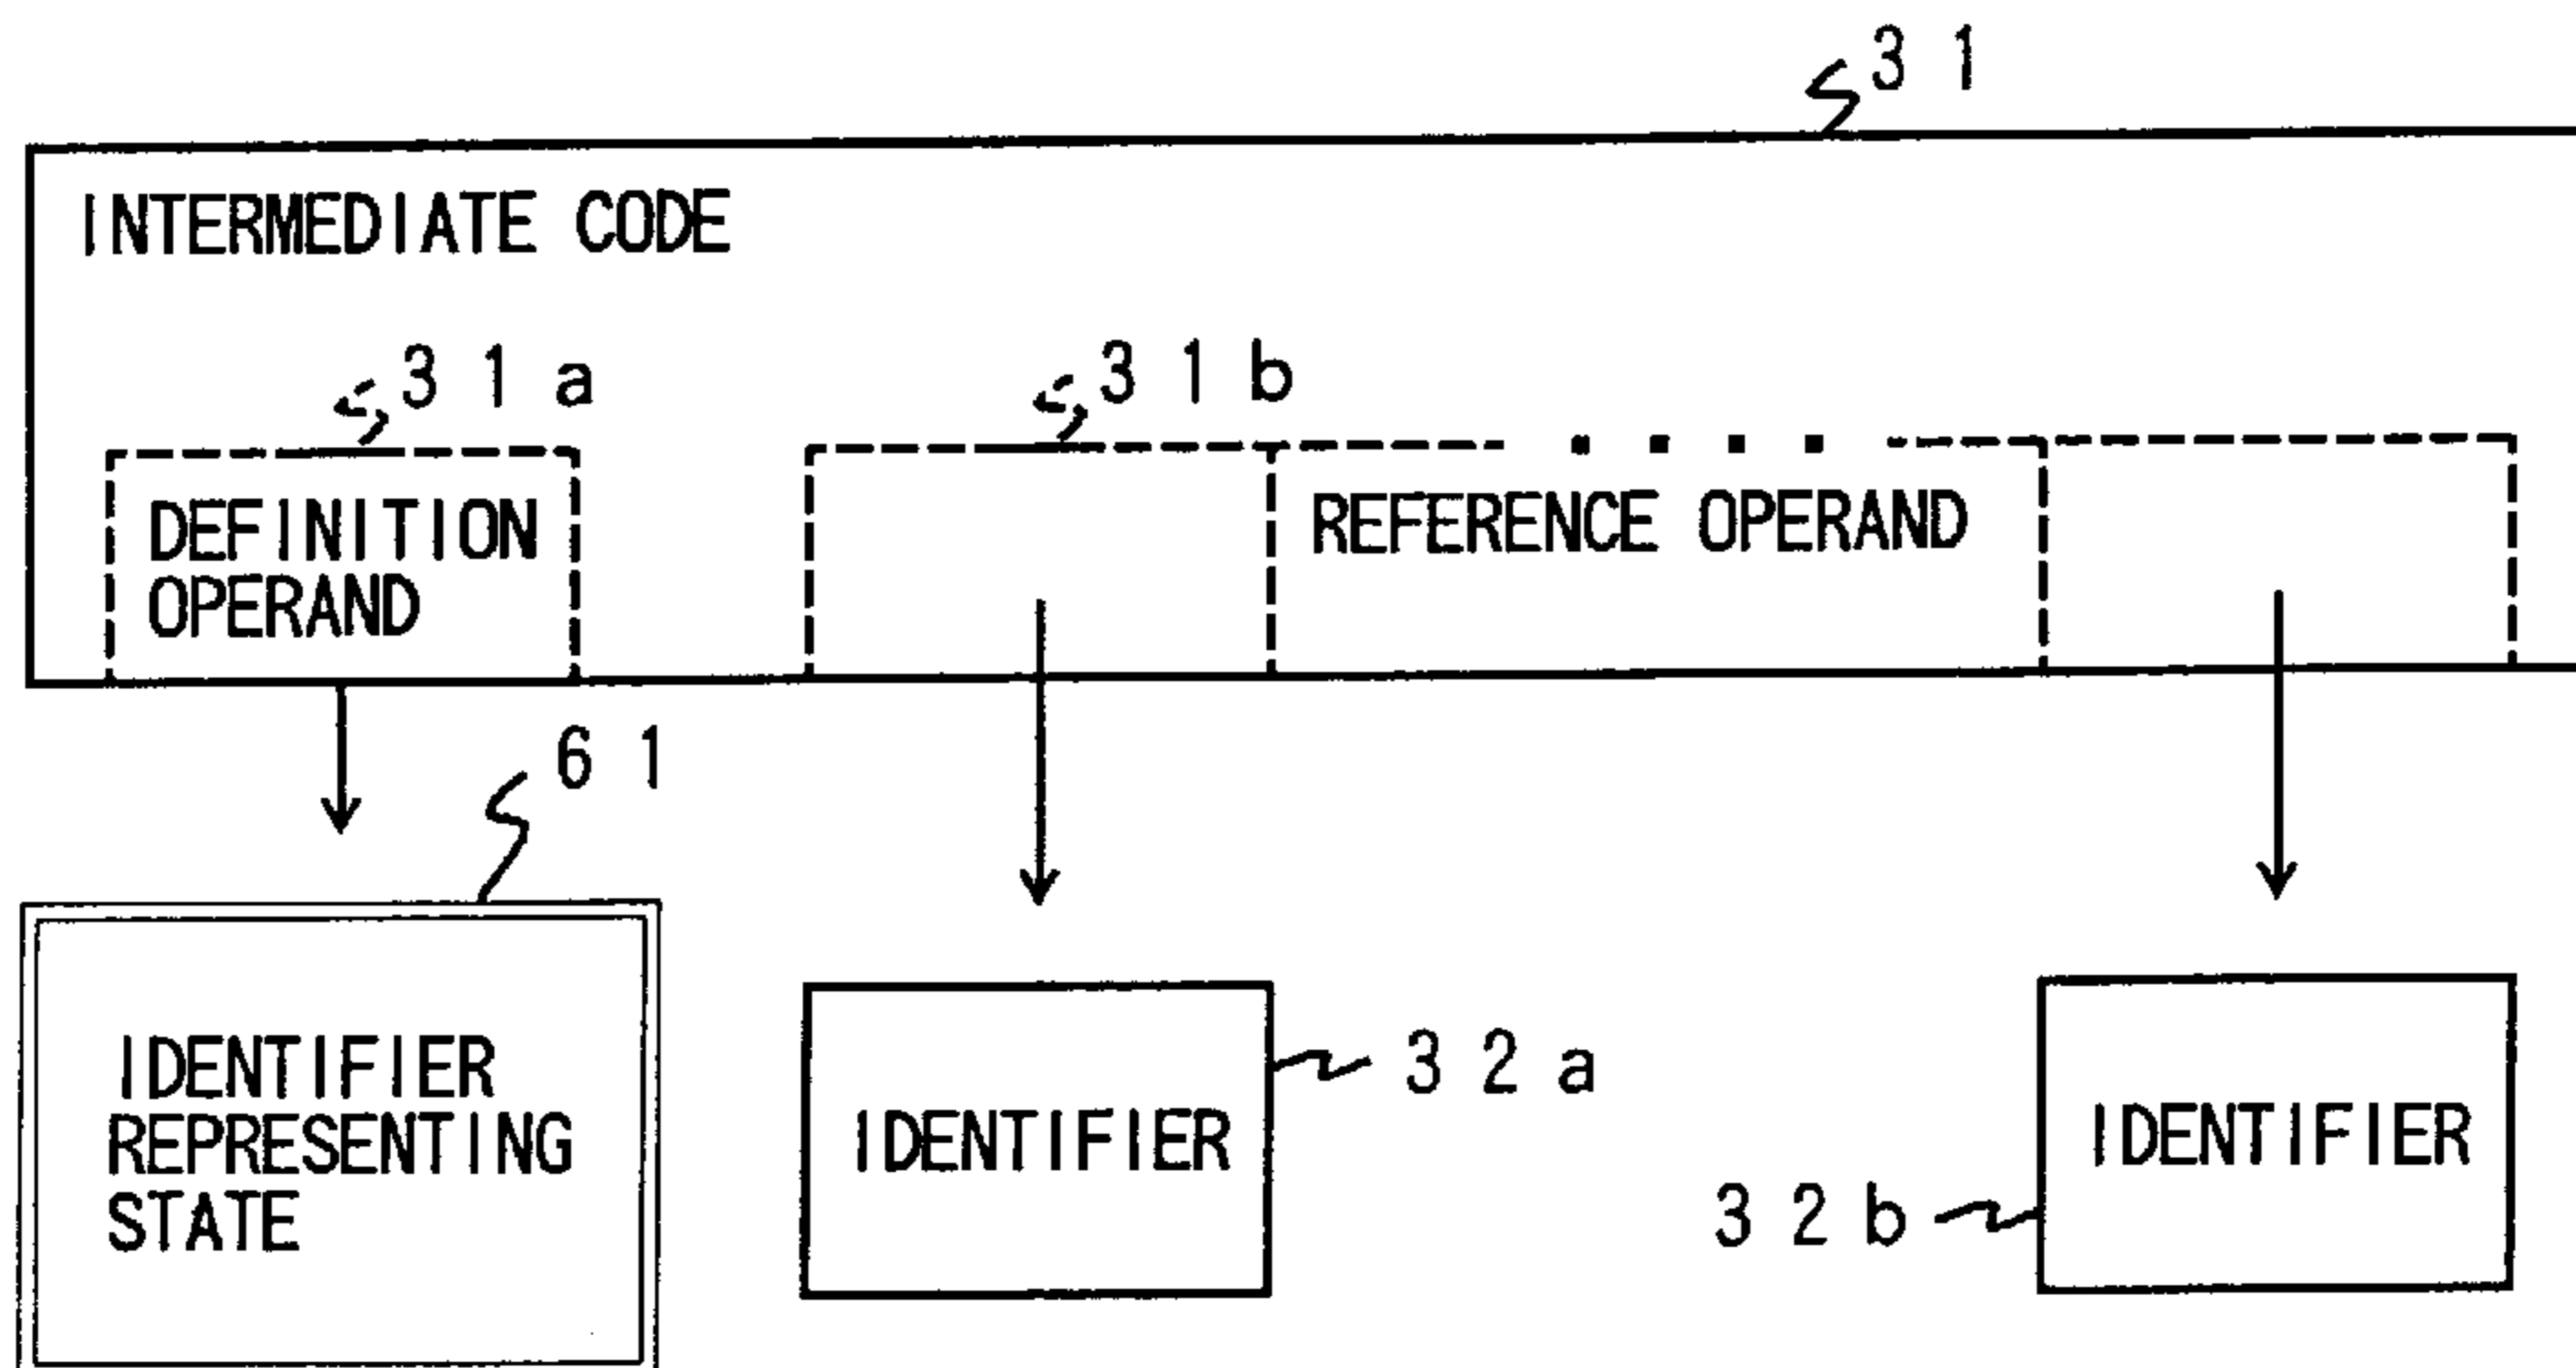 31
INTERMEDIATE CODE
31a
31b
DEFINITION
OPERAND
REFERENCE OPERAND
61
IDENTIFIER
REPRESENTING
STATE
IDENTIFIER
32a
IDENTIFIER
32b